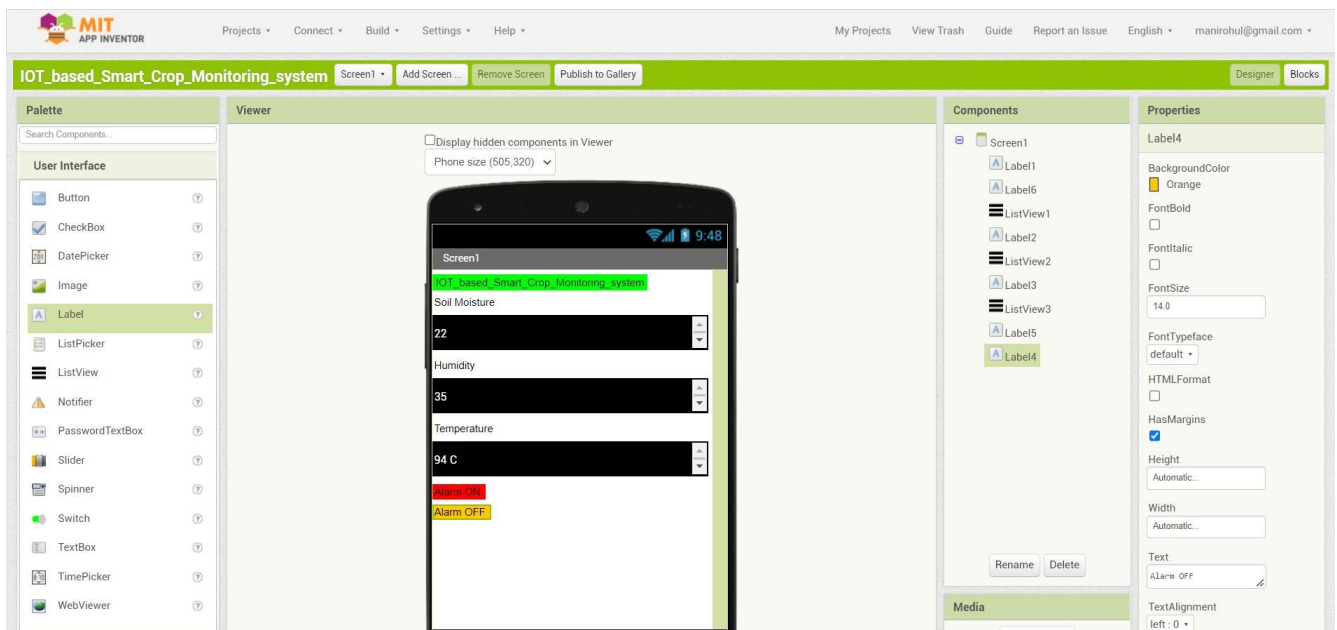 MIT
APP INVENTOR
Projects
Connect
Build
Settings
Help
My Projects
View Trash
Guide
Report an Issue
English
manirohul@gmail.com
IOT_based_Smart_Crop_Monitoring_system
Screen1
Add Screen ...
Remove Screen
Publish to Gallery
Designer
Blocks
Palette
Search Components...
User Interface
Button
CheckBox
DatePicker
Image
Label
ListPicker
ListView
Notifier
PasswordTextBox
Slider
Spinner
Switch
TextBox
TimePicker
WebViewer
Viewer
Display hidden components in Viewer
Phone size (505,320)
9:48
Screen1
IOT_based_Smart_Crop_Monitoring_system
Soil Moisture
22
Humidity
35
Temperature
94 C
Alarm ON
Alarm OFF
Components
Screen1
Label1
Label6
ListView1
Label2
ListView2
Label3
ListView3
Label5
Label4
Rename
Delete
Media
Properties
Label4
BackgroundColor
Orange
FontBold
FontItalic
FontSize
14.0
FontTypeface
default
HTMLFormat
HasMargins
Height
Automatic...
Width
Automatic...
Text
Alarm OFF
TextAlignment
left : 0